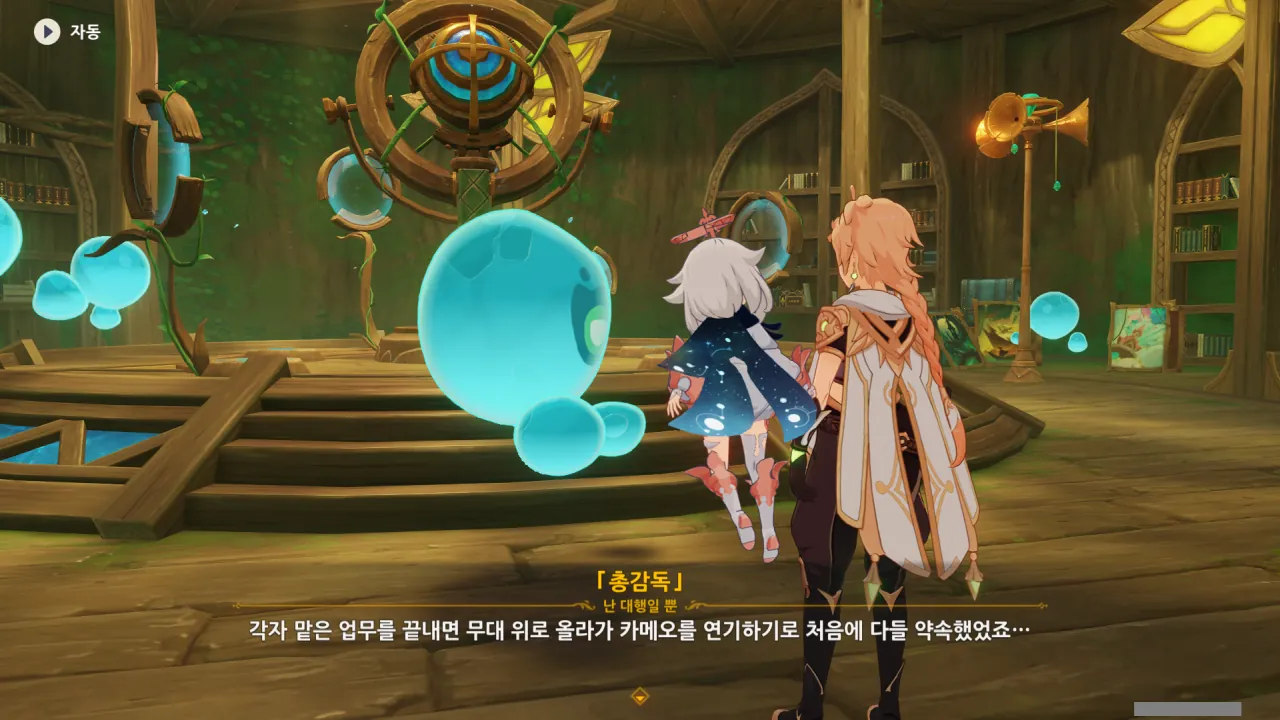 자동
「총감독」
난 대행일 뿐
각자 맡은 업무를 끝내면 무대 위로 올라가 카메오를 연기하기로 처음에 다들 약속했었죠…